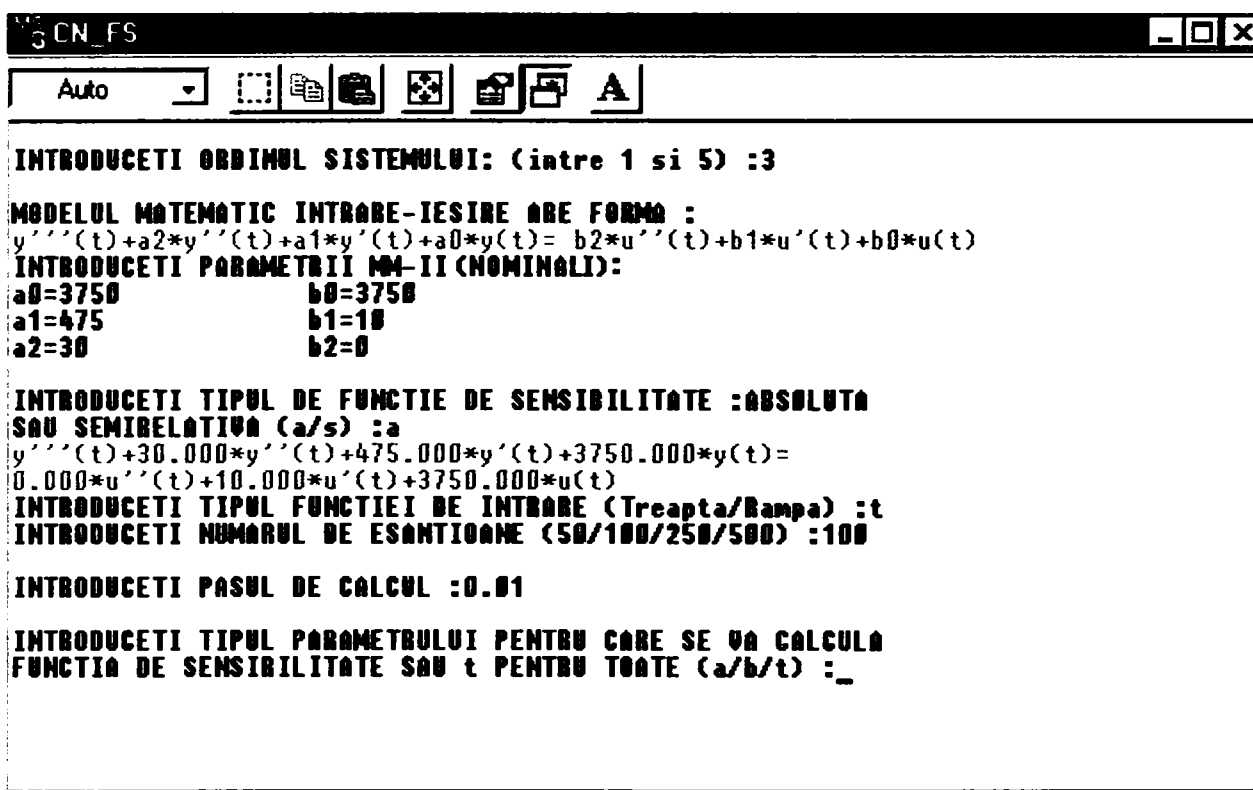 CN_FS
Auto
A
INTRODUCETI ORDINUL SISTEMULUI: (intre 1 si 5) :3
MODELUL MATEMATIC INTRARE-IESIRE ARE FORMA :
y'''(t)+a2*y''(t)+a1*y'(t)+a0*y(t)= b2*u''(t)+b1*u'(t)+b0*u(t)
INTRODUCETI PARAMETRII MM-II(NOMINALI):
a0=3750 b0=3750
a1=475 b1=10
a2=30 b2=0
INTRODUCETI TIPUL DE FUNCTIE DE SENSIBILITATE :ABSOLUTA
SAU SEMIRELATIVA (a/s) :a
y'''(t)+30.000*y''(t)+475.000*y'(t)+3750.000*y(t)=
0.000*u''(t)+10.000*u'(t)+3750.000*u(t)
INTRODUCETI TIPUL FUNCTIEI DE INTRARE (Treapta/Rampa) :t
INTRODUCETI NUMARUL DE ESANTIOANE (50/100/250/500) :100
INTRODUCETI PASUL DE CALCUL :0.01
INTRODUCETI TIPUL PARAMETRULUI PENTRU CARE SE VA CALCULA
FUNCTIA DE SENSIBILITATE SAU t PENTRU TOATE (a/b/t) :_